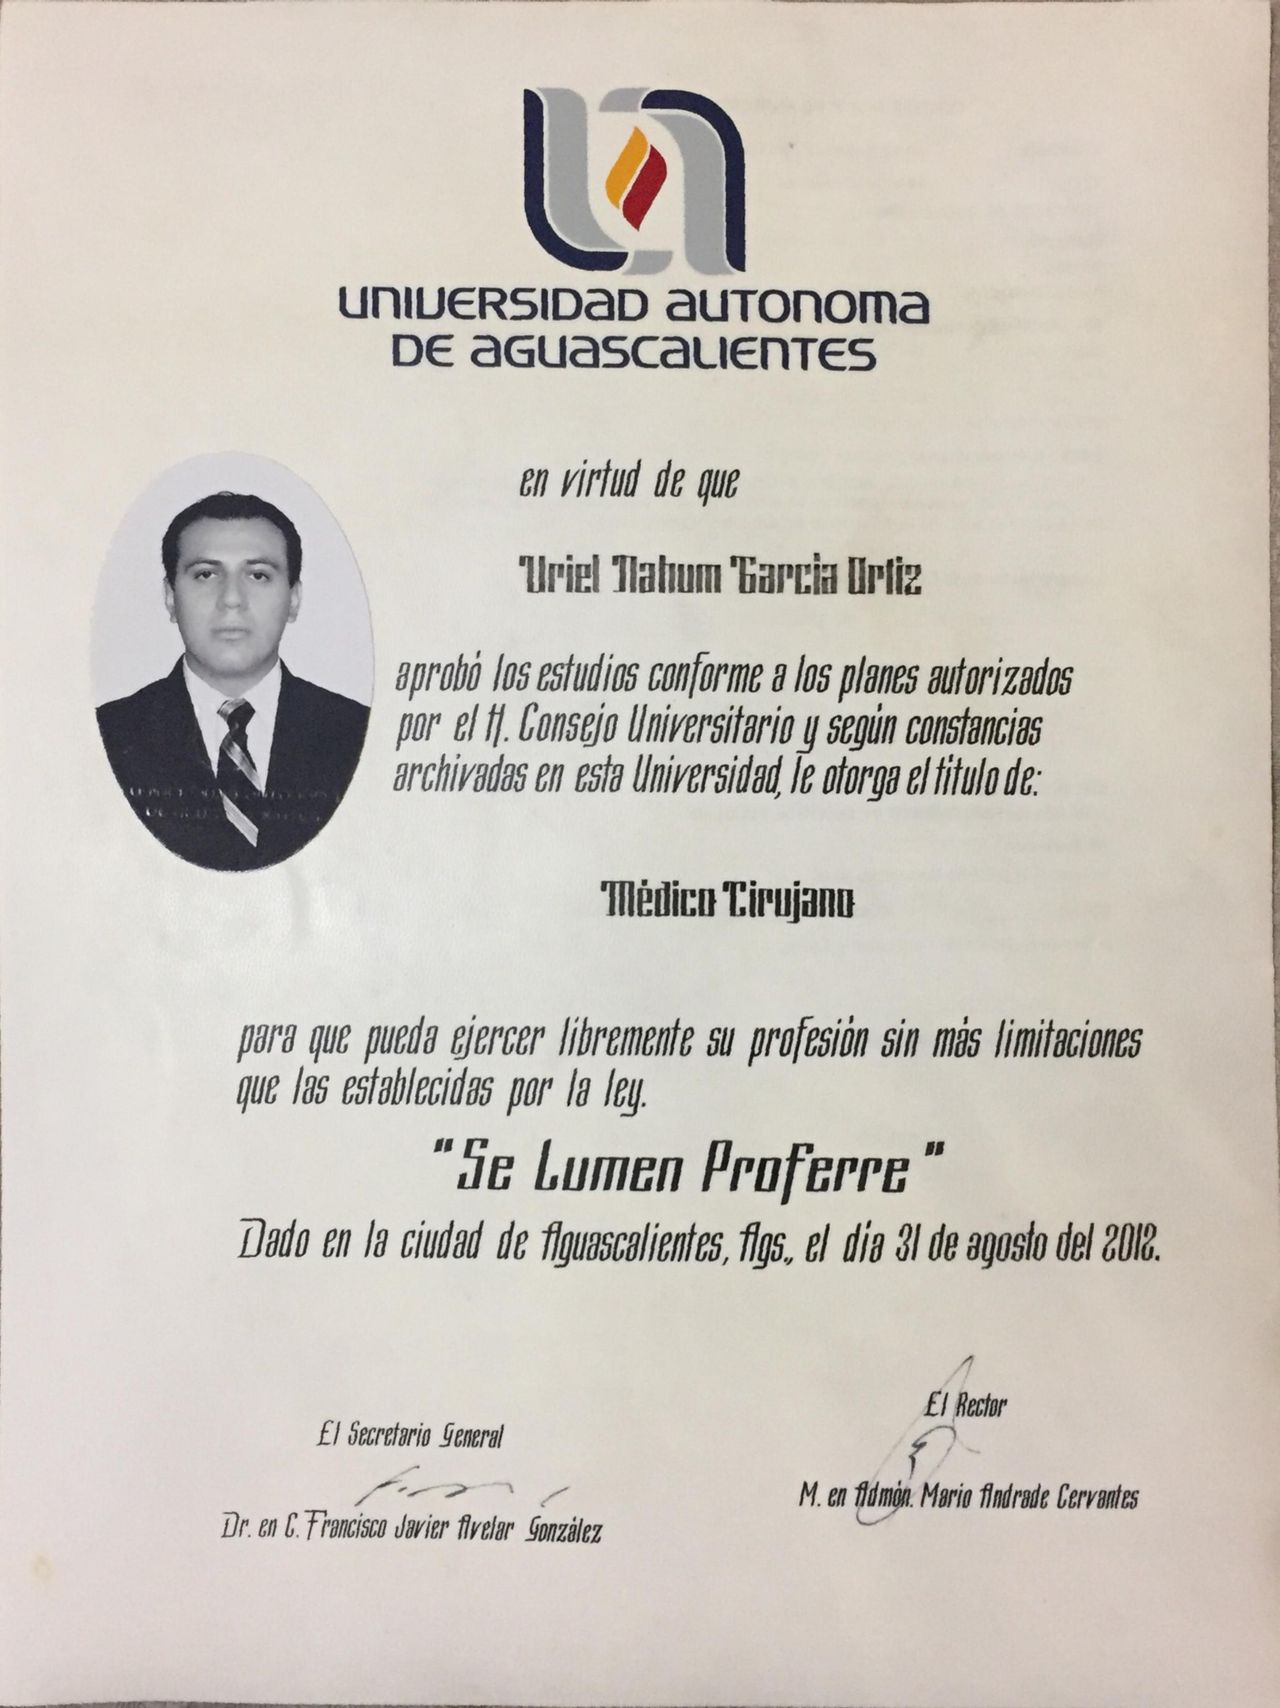 UNIVERSIDAD AUTONOMA
DE AGUASCALIENTES
en virtud de que
Uriel Nahum Garcia Ortiz
aprobó los estudios conforme a los planes autorizados
por el H. Consejo Universitario y según constancias
archivadas en esta Universidad, le otorga el titulo de:
Médico Cirujano
para que pueda ejercer libremente su profesión sin más limitaciones
que las establecidas por la ley.
"Se Lumen Proferre"
Dado en la ciudad de Aguascalientes, Ags., el dia 31 de agosto del 2012.
El Rector
El Secretario General
M. en Admón. Mario Andrade Cervantes
Dr. en C. Francisco Javier Avelar González